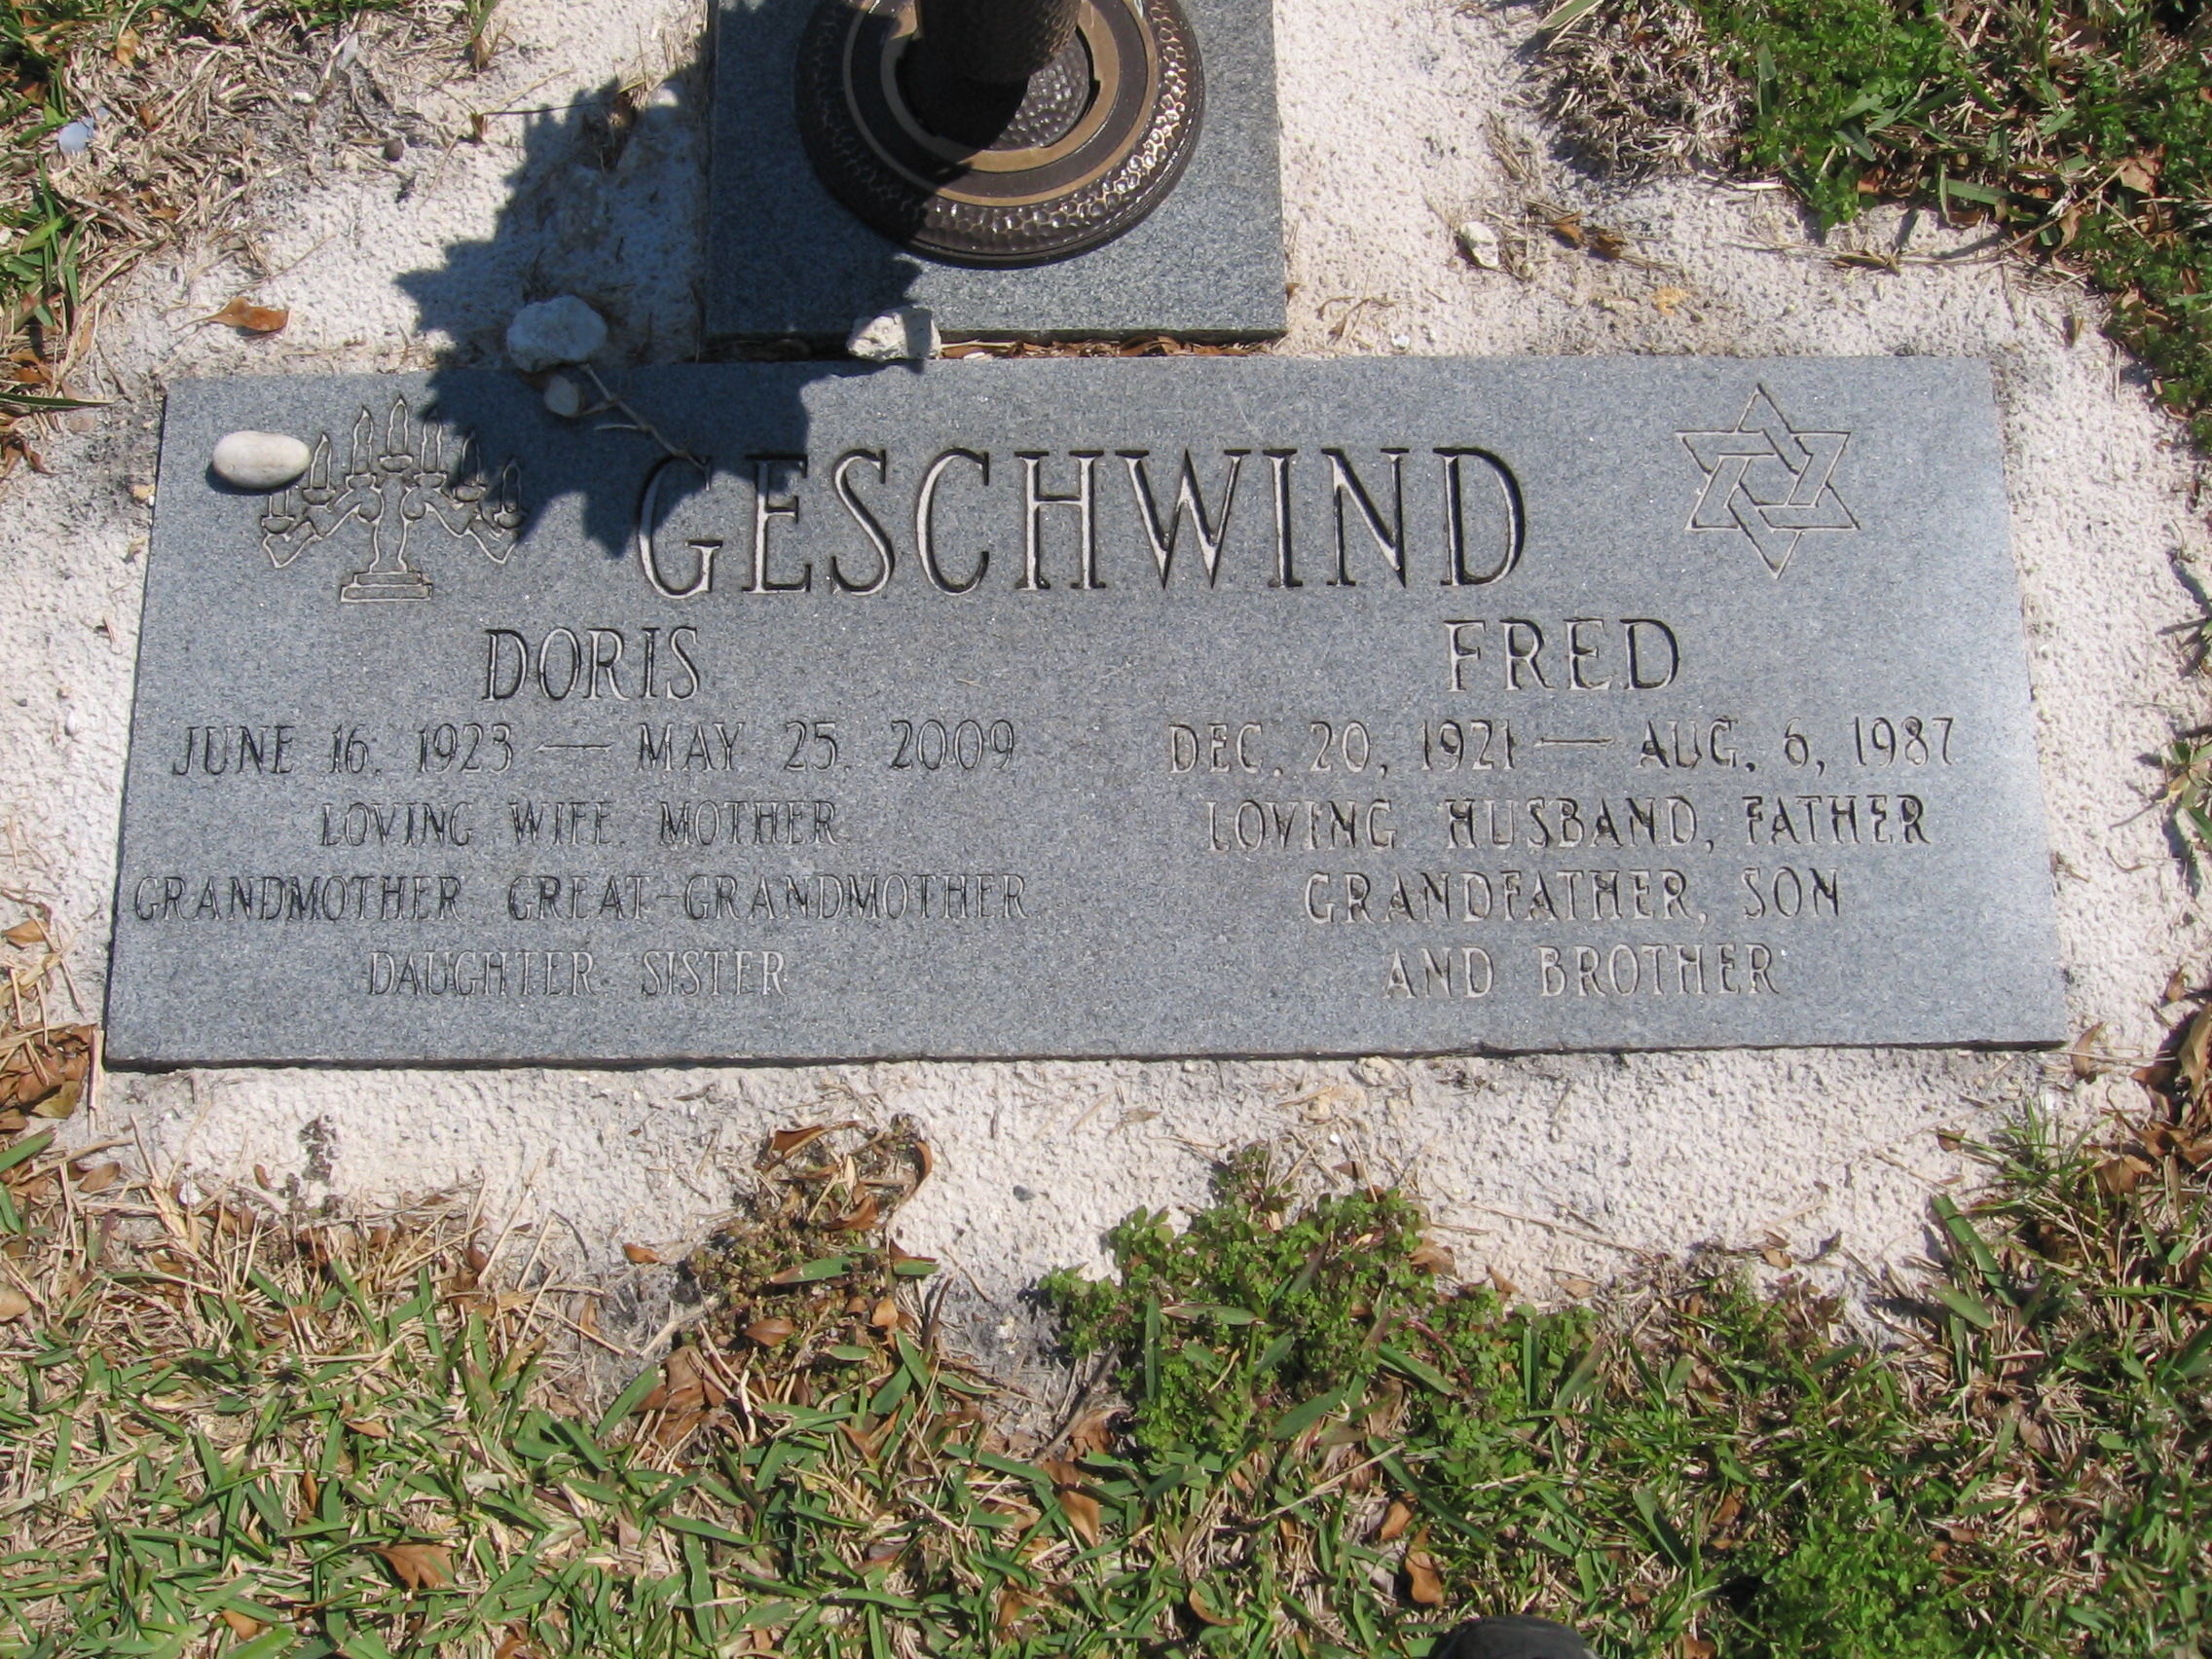 GESCHWIND
DORIS
JUNE 16, 1923 — MAY 25, 2009
LOVING WIFE, MOTHER
GRANDMOTHER, GREAT-GRANDMOTHER
DAUGHTER, SISTER
FRED
DEC. 20, 1921 — AUG. 6, 1987
LOVING HUSBAND, FATHER
GRANDFATHER, SON
AND BROTHER